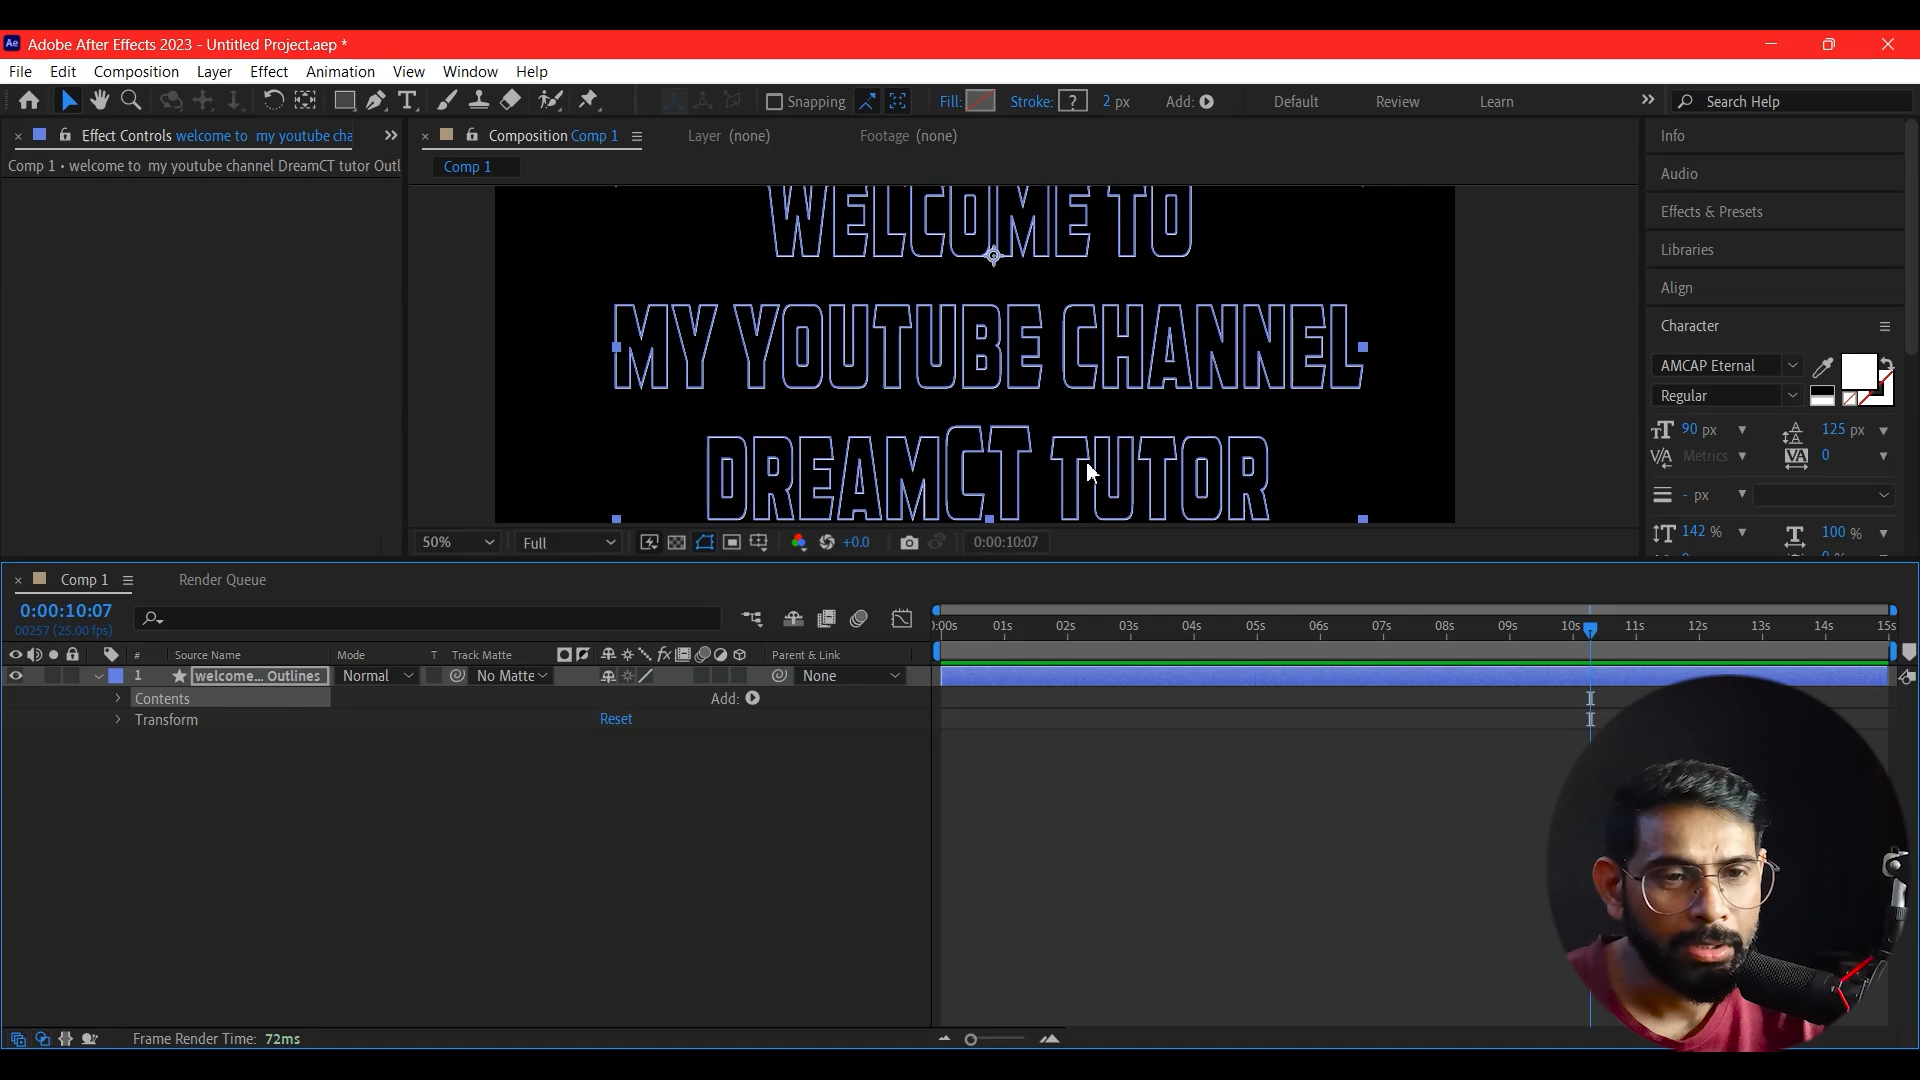 Ae Adobe After Effects 2023 - Untitled Project.aep *
File Edit Composition Layer Effect Animation View Window Help
Snapping Fill: Stroke: ? 2 px Add: Default Review Learn Search Help
Effect Controls welcome to my youtube cha
Composition Comp 1
Layer (none)
Footage (none)
Comp 1 • welcome to my youtube channel DreamCT tutor Outl
Comp 1
WELCOME TO
MY YOUTUBE CHANNEL
DREAMCT TUTOR
50% Full +0.0 0:00:10:07
Info
Audio
Effects & Presets
Libraries
Align
Character
AMCAP Eternal
Regular
90 px 125 px
Metrics 0
- px
142 % 100 %
Comp 1 Render Queue
0:00:10:07
00257 (25.00 fps)
):00s 01s 02s 03s 04s 05s 06s 07s 08s 09s 10s 11s 12s 13s 14s 15s
# Source Name Mode T Track Matte fx Parent & Link
1 welcome... Outlines Normal No Matte None
Contents Add:
Transform Reset
Frame Render Time: 72ms